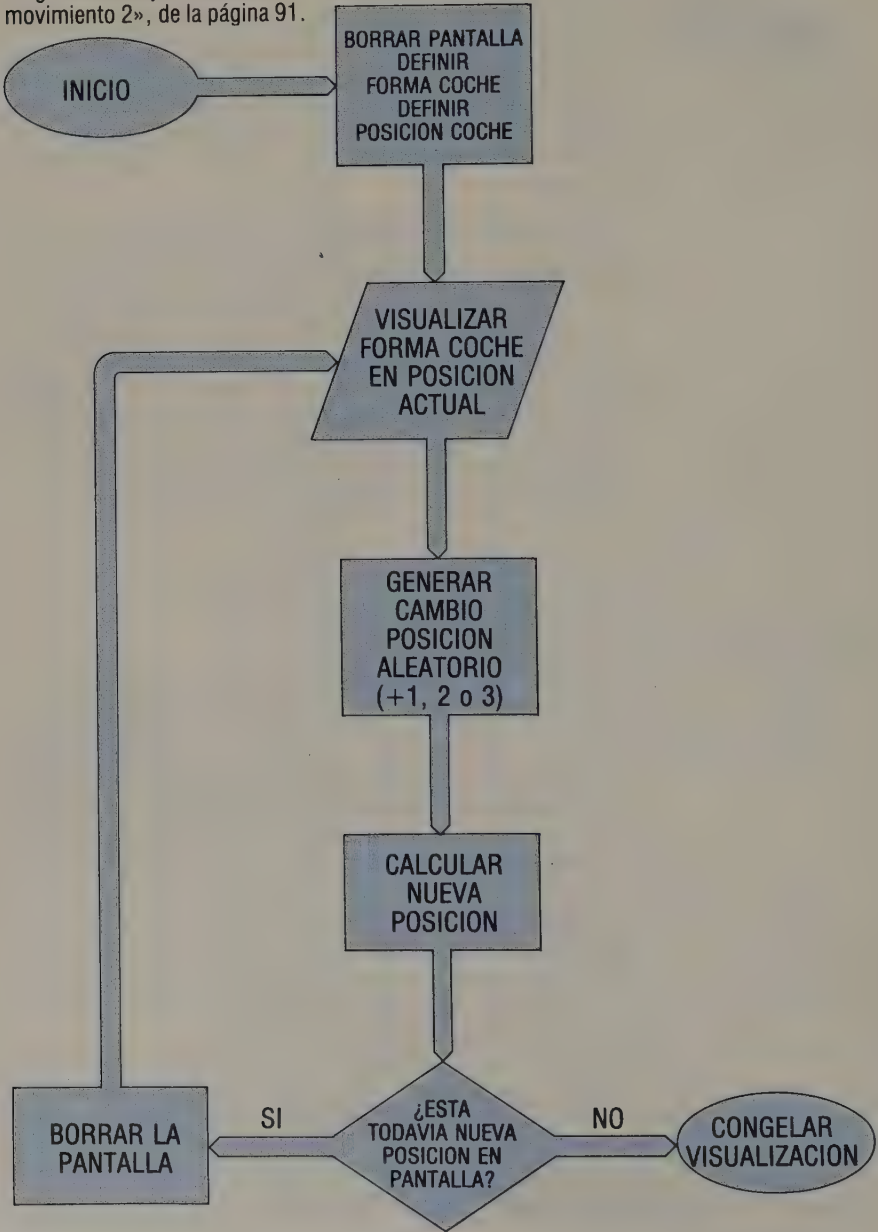 movimiento 2», de la página 91.
INICIO
BORRAR PANTALLA
DEFINIR
FORMA COCHE
DEFINIR
POSICION COCHE
VISUALIZAR
FORMA COCHE
EN POSICION
ACTUAL
GENERAR
CAMBIO
POSICION
ALEATORIO
(+1, 2 o 3)
CALCULAR
NUEVA
POSICION
¿ESTA
TODAVIA NUEVA
POSICION EN
PANTALLA?
SI
NO
BORRAR LA
PANTALLA
CONGELAR
VISUALIZACION